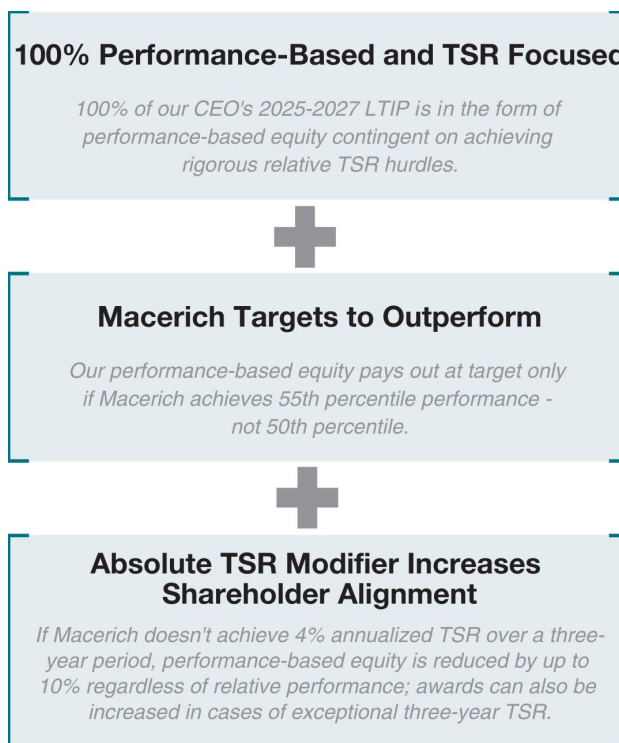 100% Performance-Based and TSR Focused
100% of our CEO's 2025-2027 LTIP is in the form of
performance-based equity contingent on achieving
rigorous relative TSR hurdles.
Macerich Targets to Outperform
Our performance-based equity pays out at target only
if Macerich achieves 55th percentile performance -
not 50th percentile.
Absolute TSR Modifier Increases
Shareholder Alignment
If Macerich doesn't achieve 4% annualized TSR over a three-
year period, performance-based equity is reduced by up to
10% regardless of relative performance; awards can also be
increased in cases of exceptional three-year TSR.